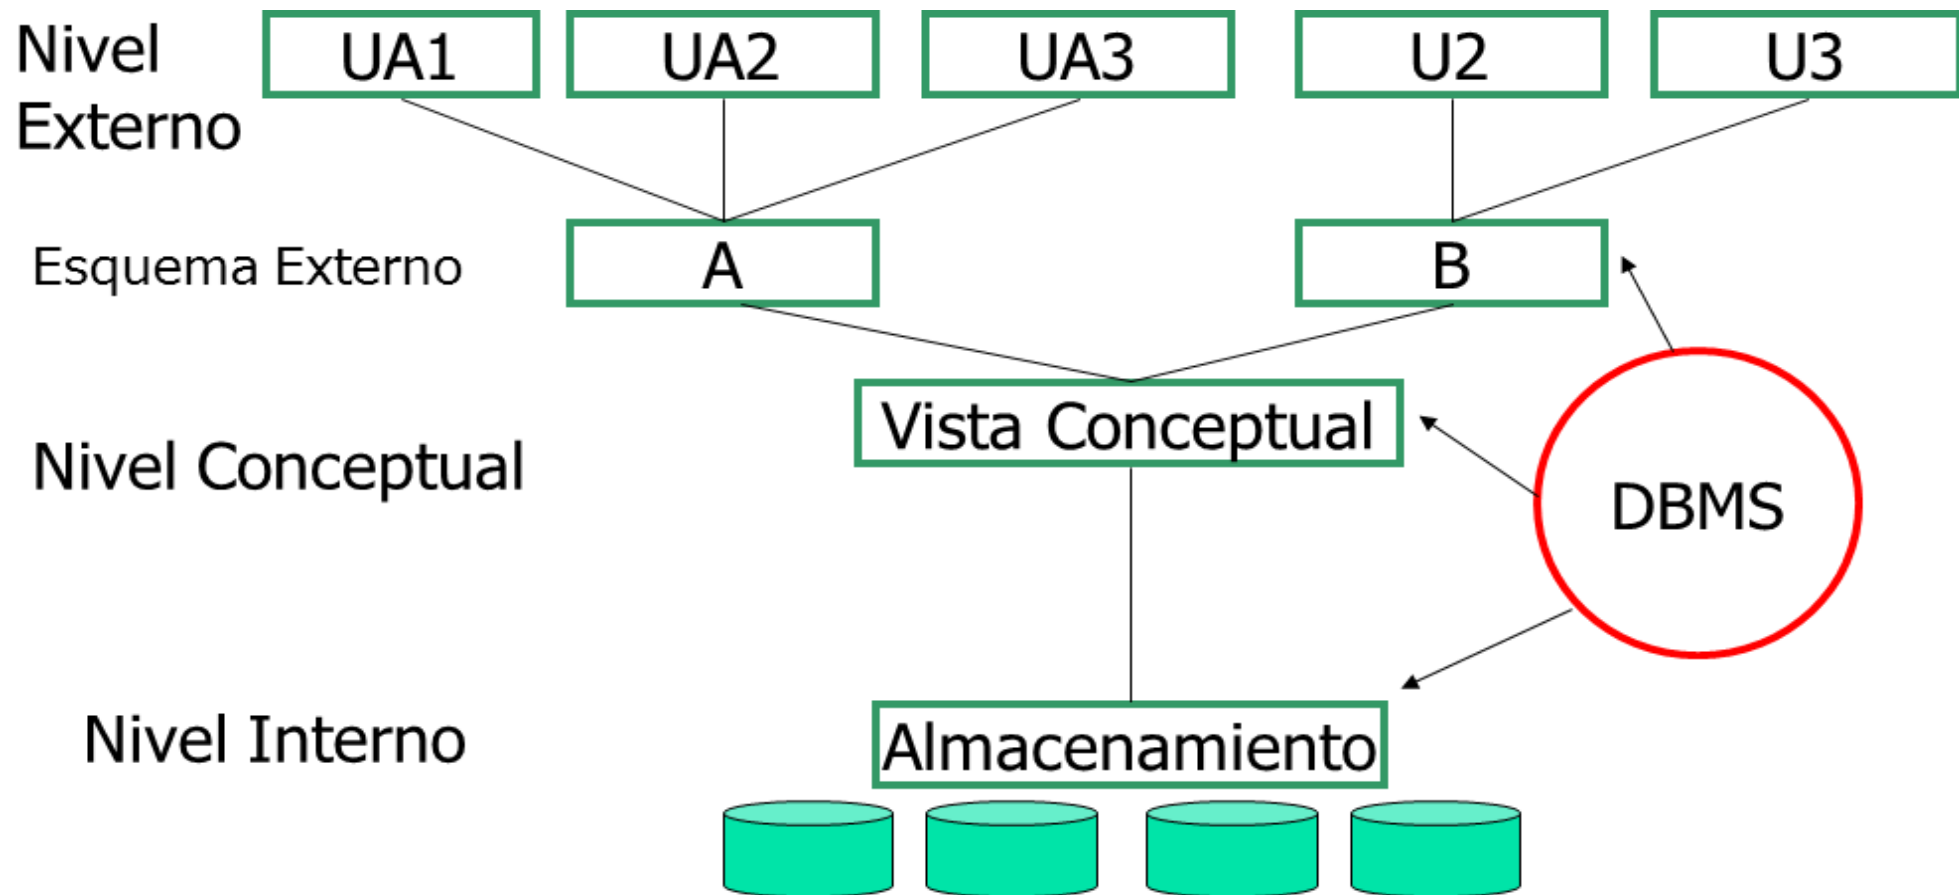 Nivel
Externo
UA1
UA2
UA3
U2
U3
Esquema Externo
A
B
Vista Conceptual
Nivel Conceptual
DBMS
Nivel Interno
Almacenamiento